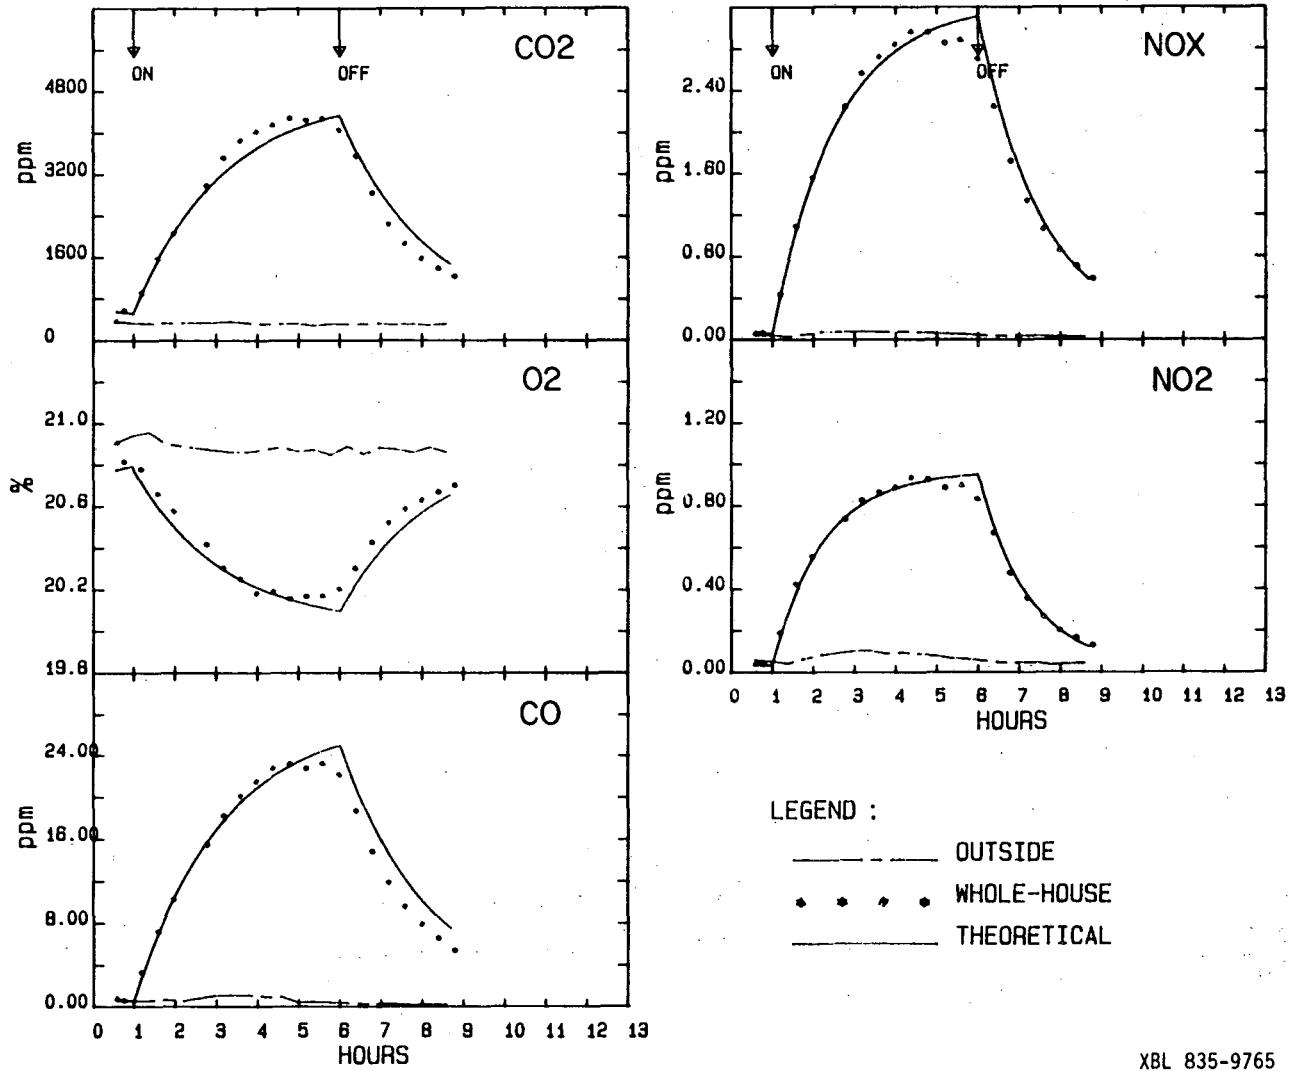 CO2
ON
OFF
ppm
4800
3200
1600
0
O2
%
21.0
20.6
20.2
19.8
CO
ppm
24.00
16.00
8.00
0.00
0 1 2 3 4 5 6 7 8 9 10 11 12 13
HOURS
NOX
ON
OFF
ppm
2.40
1.60
0.80
0.00
NO2
ppm
1.20
0.80
0.40
0.00
0 1 2 3 4 5 6 7 8 9 10 11 12 13
HOURS
LEGEND :
OUTSIDE
WHOLE-HOUSE
THEORETICAL
XBL 835-9765